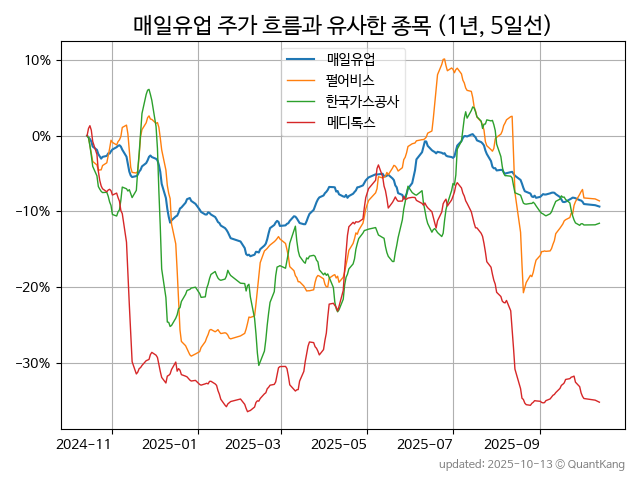 매일유업 주가 흐름과 유사한 종목 (1년, 5일선)
매일유업
펄어비스
한국가스공사
메디톡스
10%
0%
−10%
−20%
−30%
2024-11
2025-01
2025-03
2025-05
2025-07
2025-09
updated: 2025-10-13 © QuantKang